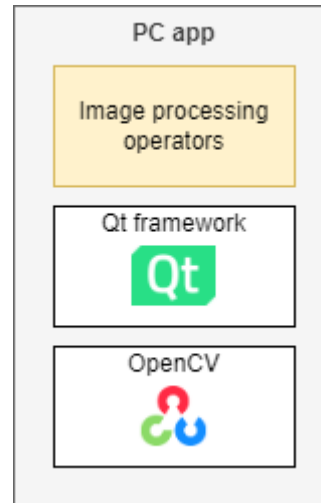 PC app
Image processing
operators
Qt framework
Qt
OpenCV